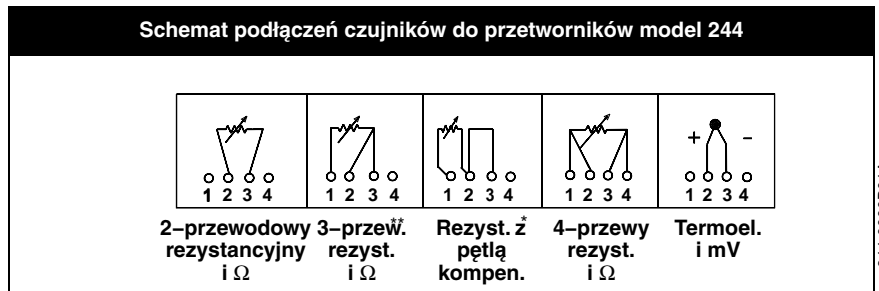 Schemat podłączeń czujników do przetworników model 244
+ -
1 2 3 4
1 2 3 4
1 2 3 4
1 2 3 4
1 2 3 4
2–przewodowy
rezystancyjny
i Ω
3–przew.**
rezyst.
i Ω
Rezyst. z*
pętlą
kompen.
4–przewy
rezyst.
i Ω
Termoel.
i mV